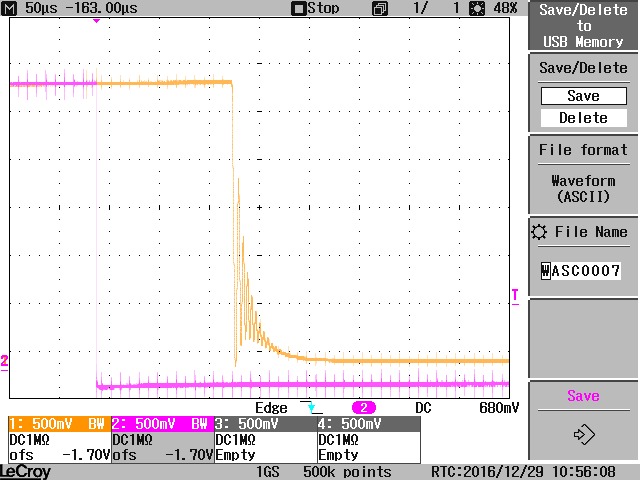 M 50µs -163.00µs Stop 1/ 1 48%
Save/Delete
to
USB Memory
Save/Delete
Save
Delete
File format
Waveform
(ASCII)
File Name
WASC0007
T
2
Save
Edge 2 DC 680mV
1: 500mV BW 2: 500mV BW 3: 500mV 4: 500mV
DC1MΩ DC1MΩ DC1MΩ DC1MΩ
ofs -1.70V ofs -1.70V Empty Empty
LeCroy 1GS 500k points RTC:2016/12/29 10:56:08